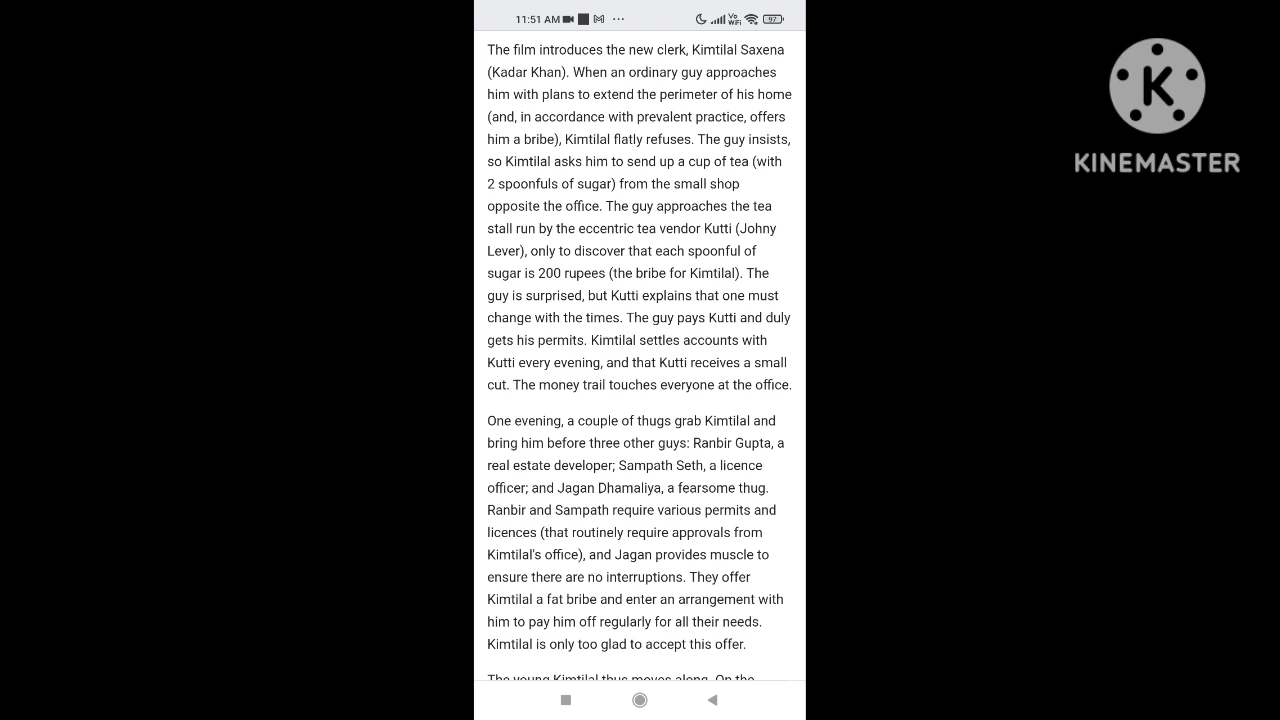 11:51 AM
Vo
WiFi
97
The film introduces the new clerk, Kimtilal Saxena
(Kadar Khan). When an ordinary guy approaches
him with plans to extend the perimeter of his home
(and, in accordance with prevalent practice, offers
him a bribe), Kimtilal flatly refuses. The guy insists,
so Kimtilal asks him to send up a cup of tea (with
2 spoonfuls of sugar) from the small shop
opposite the office. The guy approaches the tea
stall run by the eccentric tea vendor Kutti (Johny
Lever), only to discover that each spoonful of
sugar is 200 rupees (the bribe for Kimtilal). The
guy is surprised, but Kutti explains that one must
change with the times. The guy pays Kutti and duly
gets his permits. Kimtilal settles accounts with
Kutti every evening, and that Kutti receives a small
cut. The money trail touches everyone at the office.
One evening, a couple of thugs grab Kimtilal and
bring him before three other guys: Ranbir Gupta, a
real estate developer; Sampath Seth, a licence
officer; and Jagan Dhamaliya, a fearsome thug.
Ranbir and Sampath require various permits and
licences (that routinely require approvals from
Kimtilal's office), and Jagan provides muscle to
ensure there are no interruptions. They offer
Kimtilal a fat bribe and enter an arrangement with
him to pay him off regularly for all their needs.
Kimtilal is only too glad to accept this offer.
The young Kimtilal thus moves along. On the
K
KINEMASTER